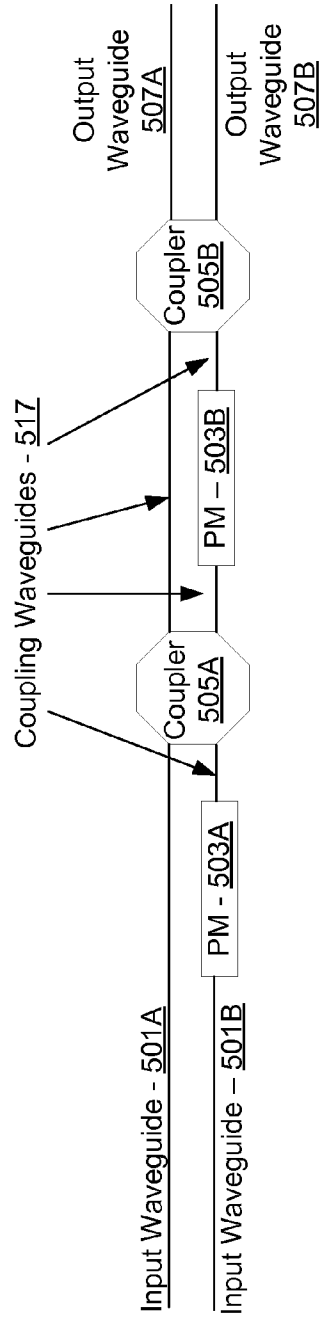 Input Waveguide - 501A
Input Waveguide – 501B
PM - 503A
Coupling Waveguides - 517
Coupler
505A
PM – 503B
Coupler
505B
Output
Waveguide
507A
Output
Waveguide
507B